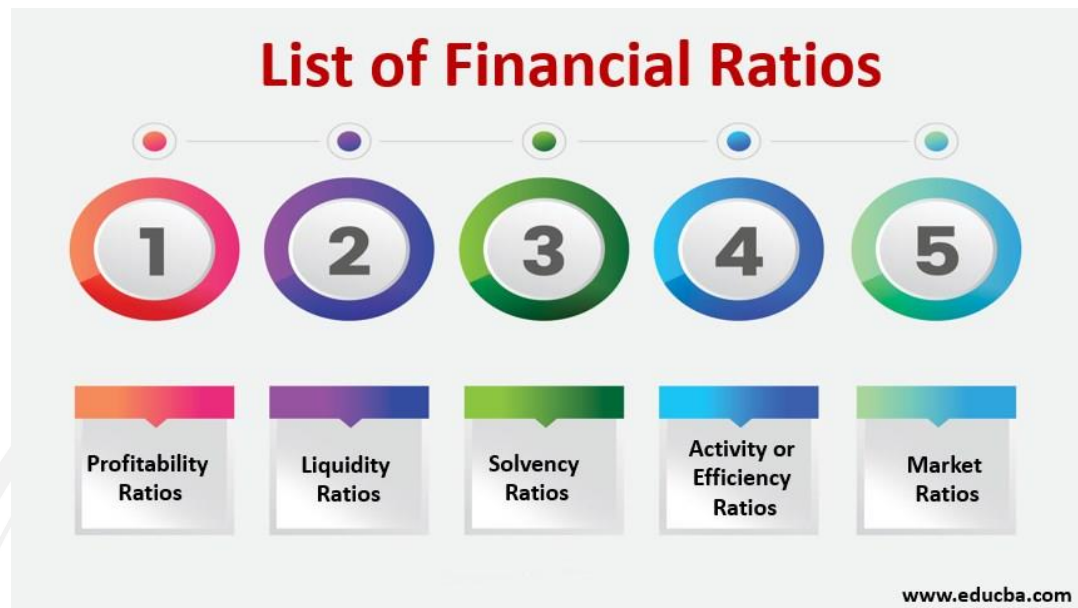 List of Financial Ratios
1
2
3
4
5
Profitability
Ratios
Liquidity
Ratios
Solvency
Ratios
Activity or
Efficiency
Ratios
Market
Ratios
www.educba.com